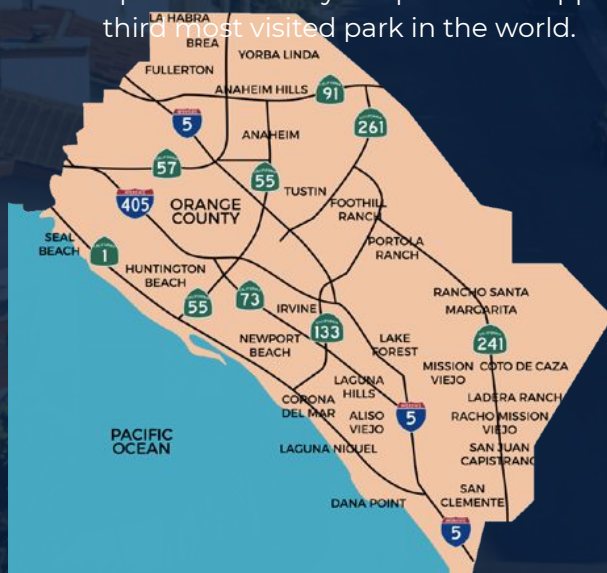 third most visited park in the world.
LA HABRA
BREA
YORBA LINDA
FULLERTON
ANAHEIM HILLS
91
5
261
ANAHEIM
57
55
TUSTIN
405
ORANGE
COUNTY
FOOTHILL
RANCH
SEAL
BEACH
1
PORTOLA
RANCH
HUNTINGTON
BEACH
55
73
IRVINE
RANCHO SANTA
MARGARITA
133
NEWPORT
BEACH
LAKE
FOREST
241
MISSION
VIEJO
COTO DE CAZA
LAGUNA
HILLS
CORONA
DEL MAR
ALISO
VIEJO
5
LADERA RANCH
RACHO MISSION
VIEJO
PACIFIC
OCEAN
LAGUNA NIGUEL
SAN JUAN
CAPISTRANO
DANA POINT
SAN
CLEMENTE
5